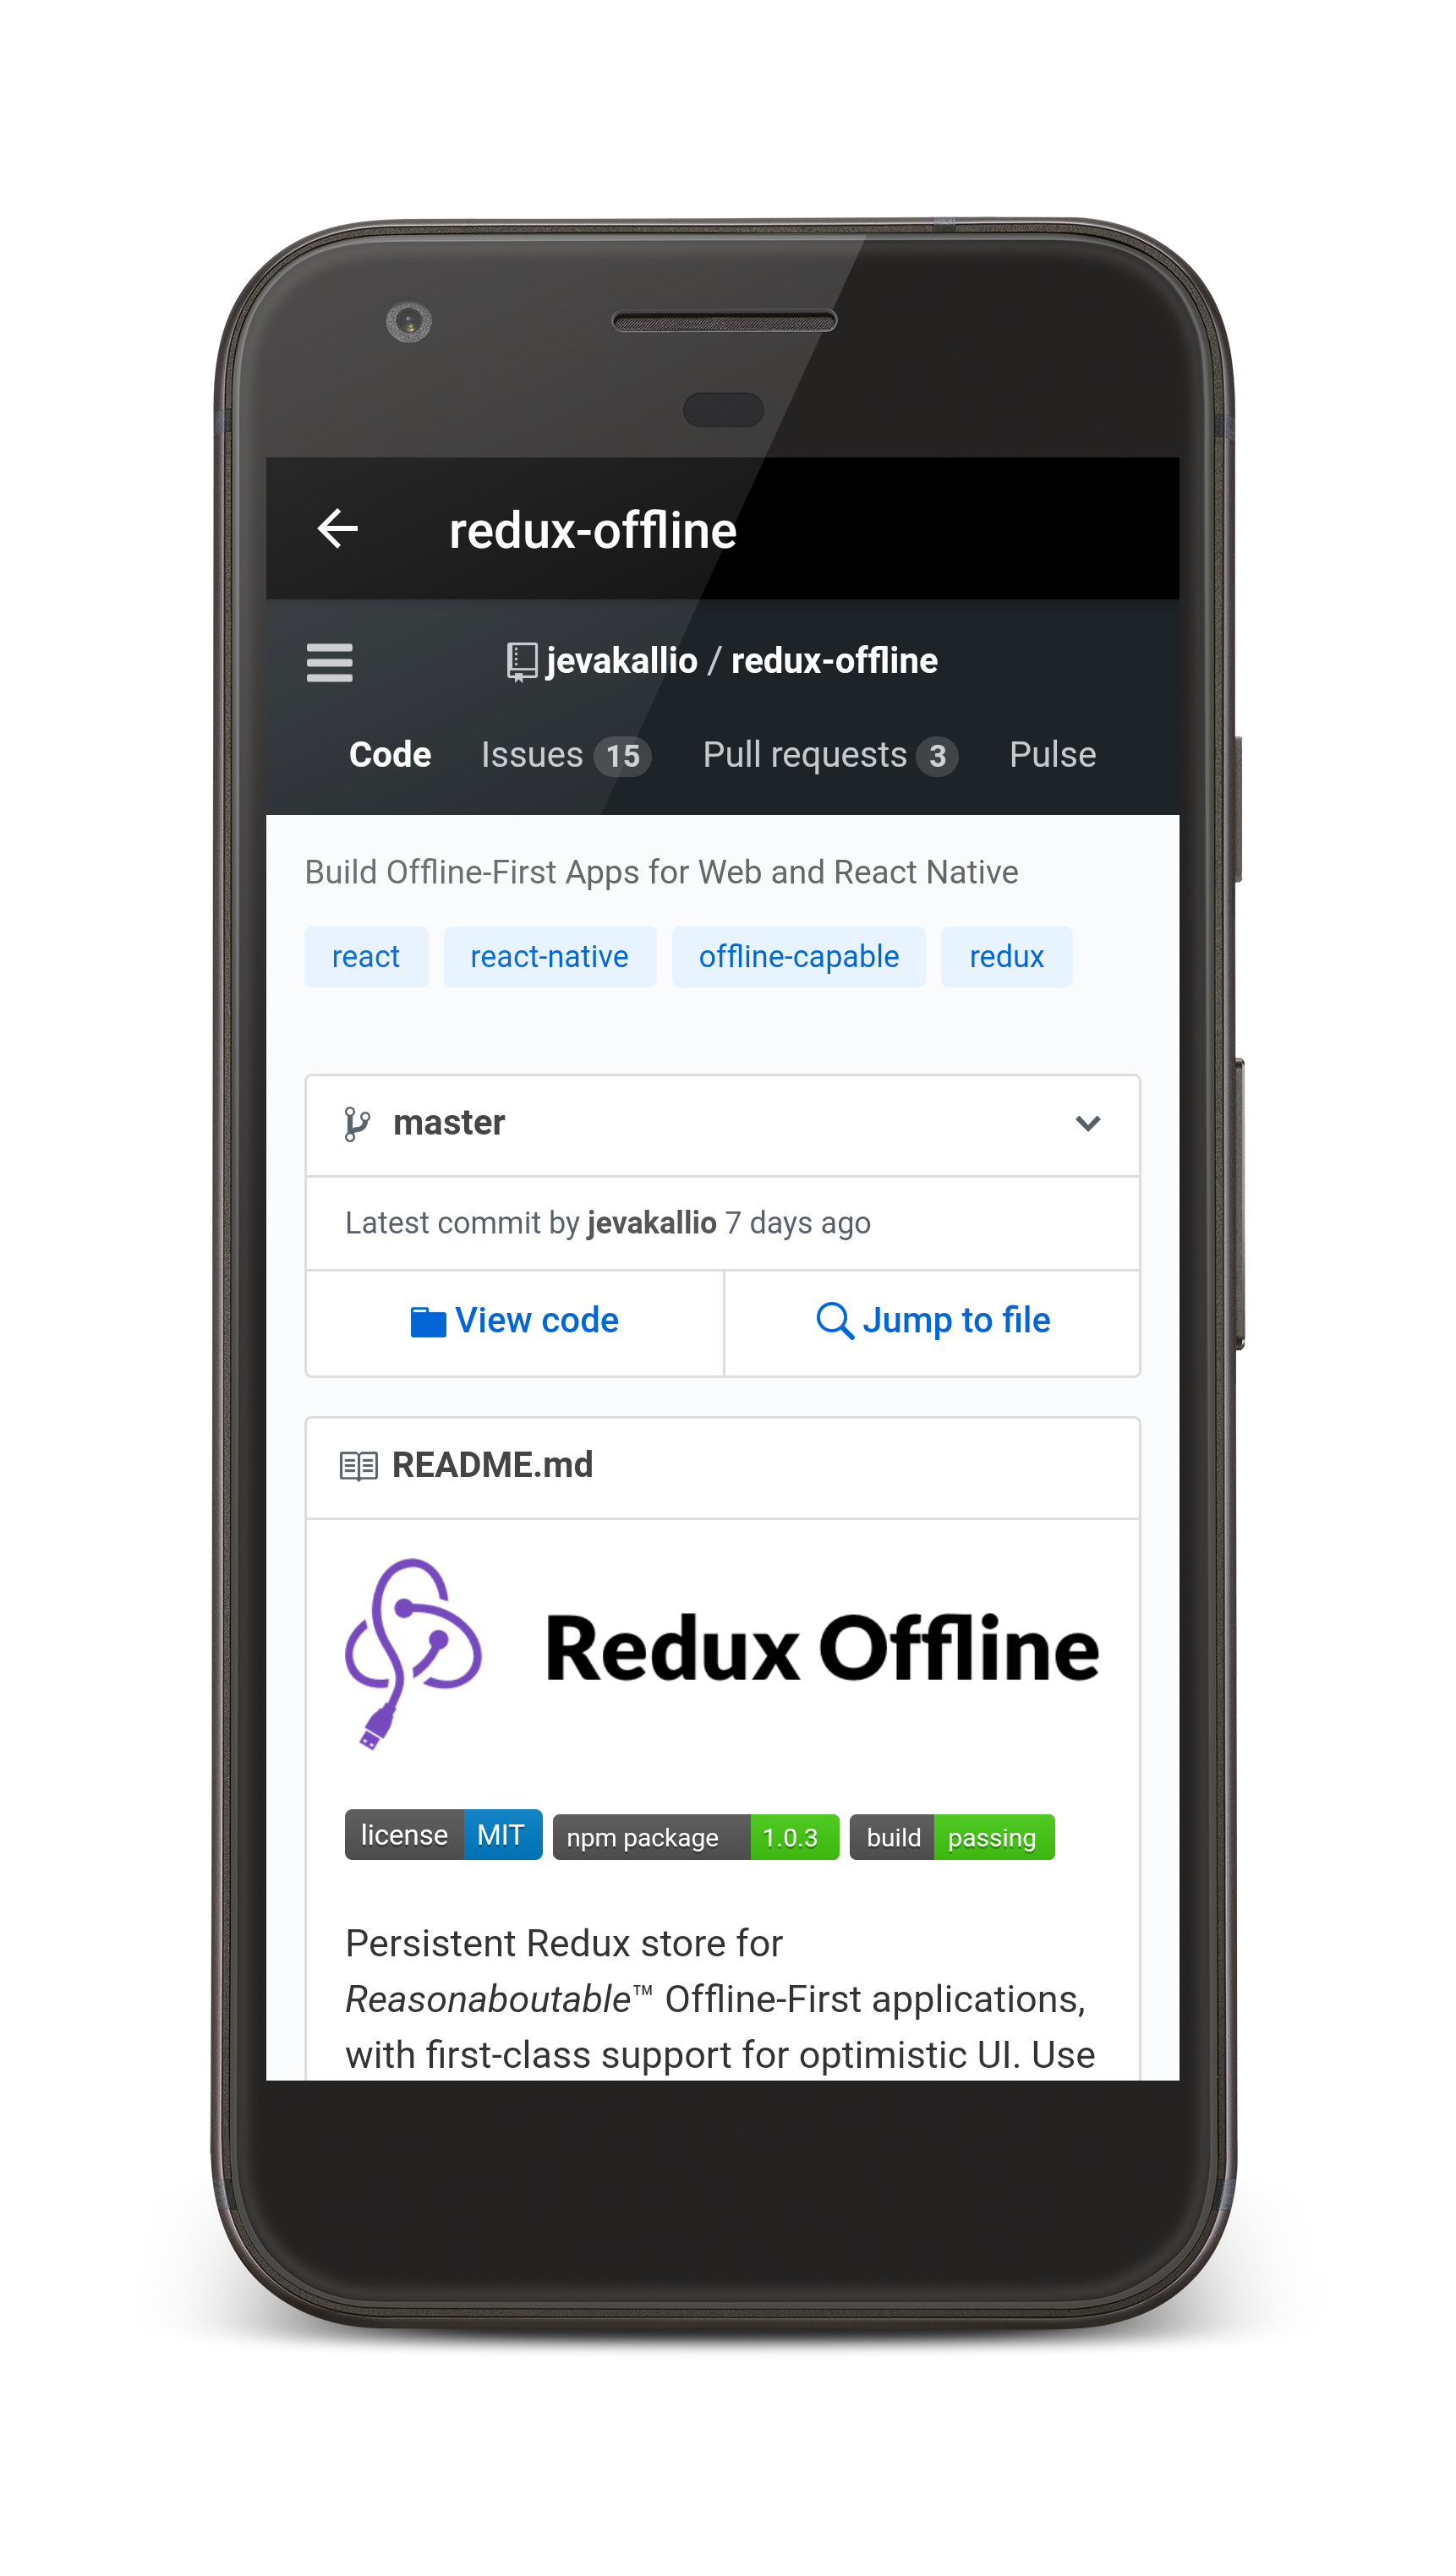 redux-offline
jevakallio / redux-offline
Code Issues 15 Pull requests 3 Pulse
Build Offline-First Apps for Web and React Native
react react-native offline-capable redux
master
Latest commit by jevakallio 7 days ago
View code Jump to file
README.md
Redux Offline
license MIT npm package 1.0.3 build passing
Persistent Redux store for
Reasonaboutable™ Offline-First applications,
with first-class support for optimistic UI. Use